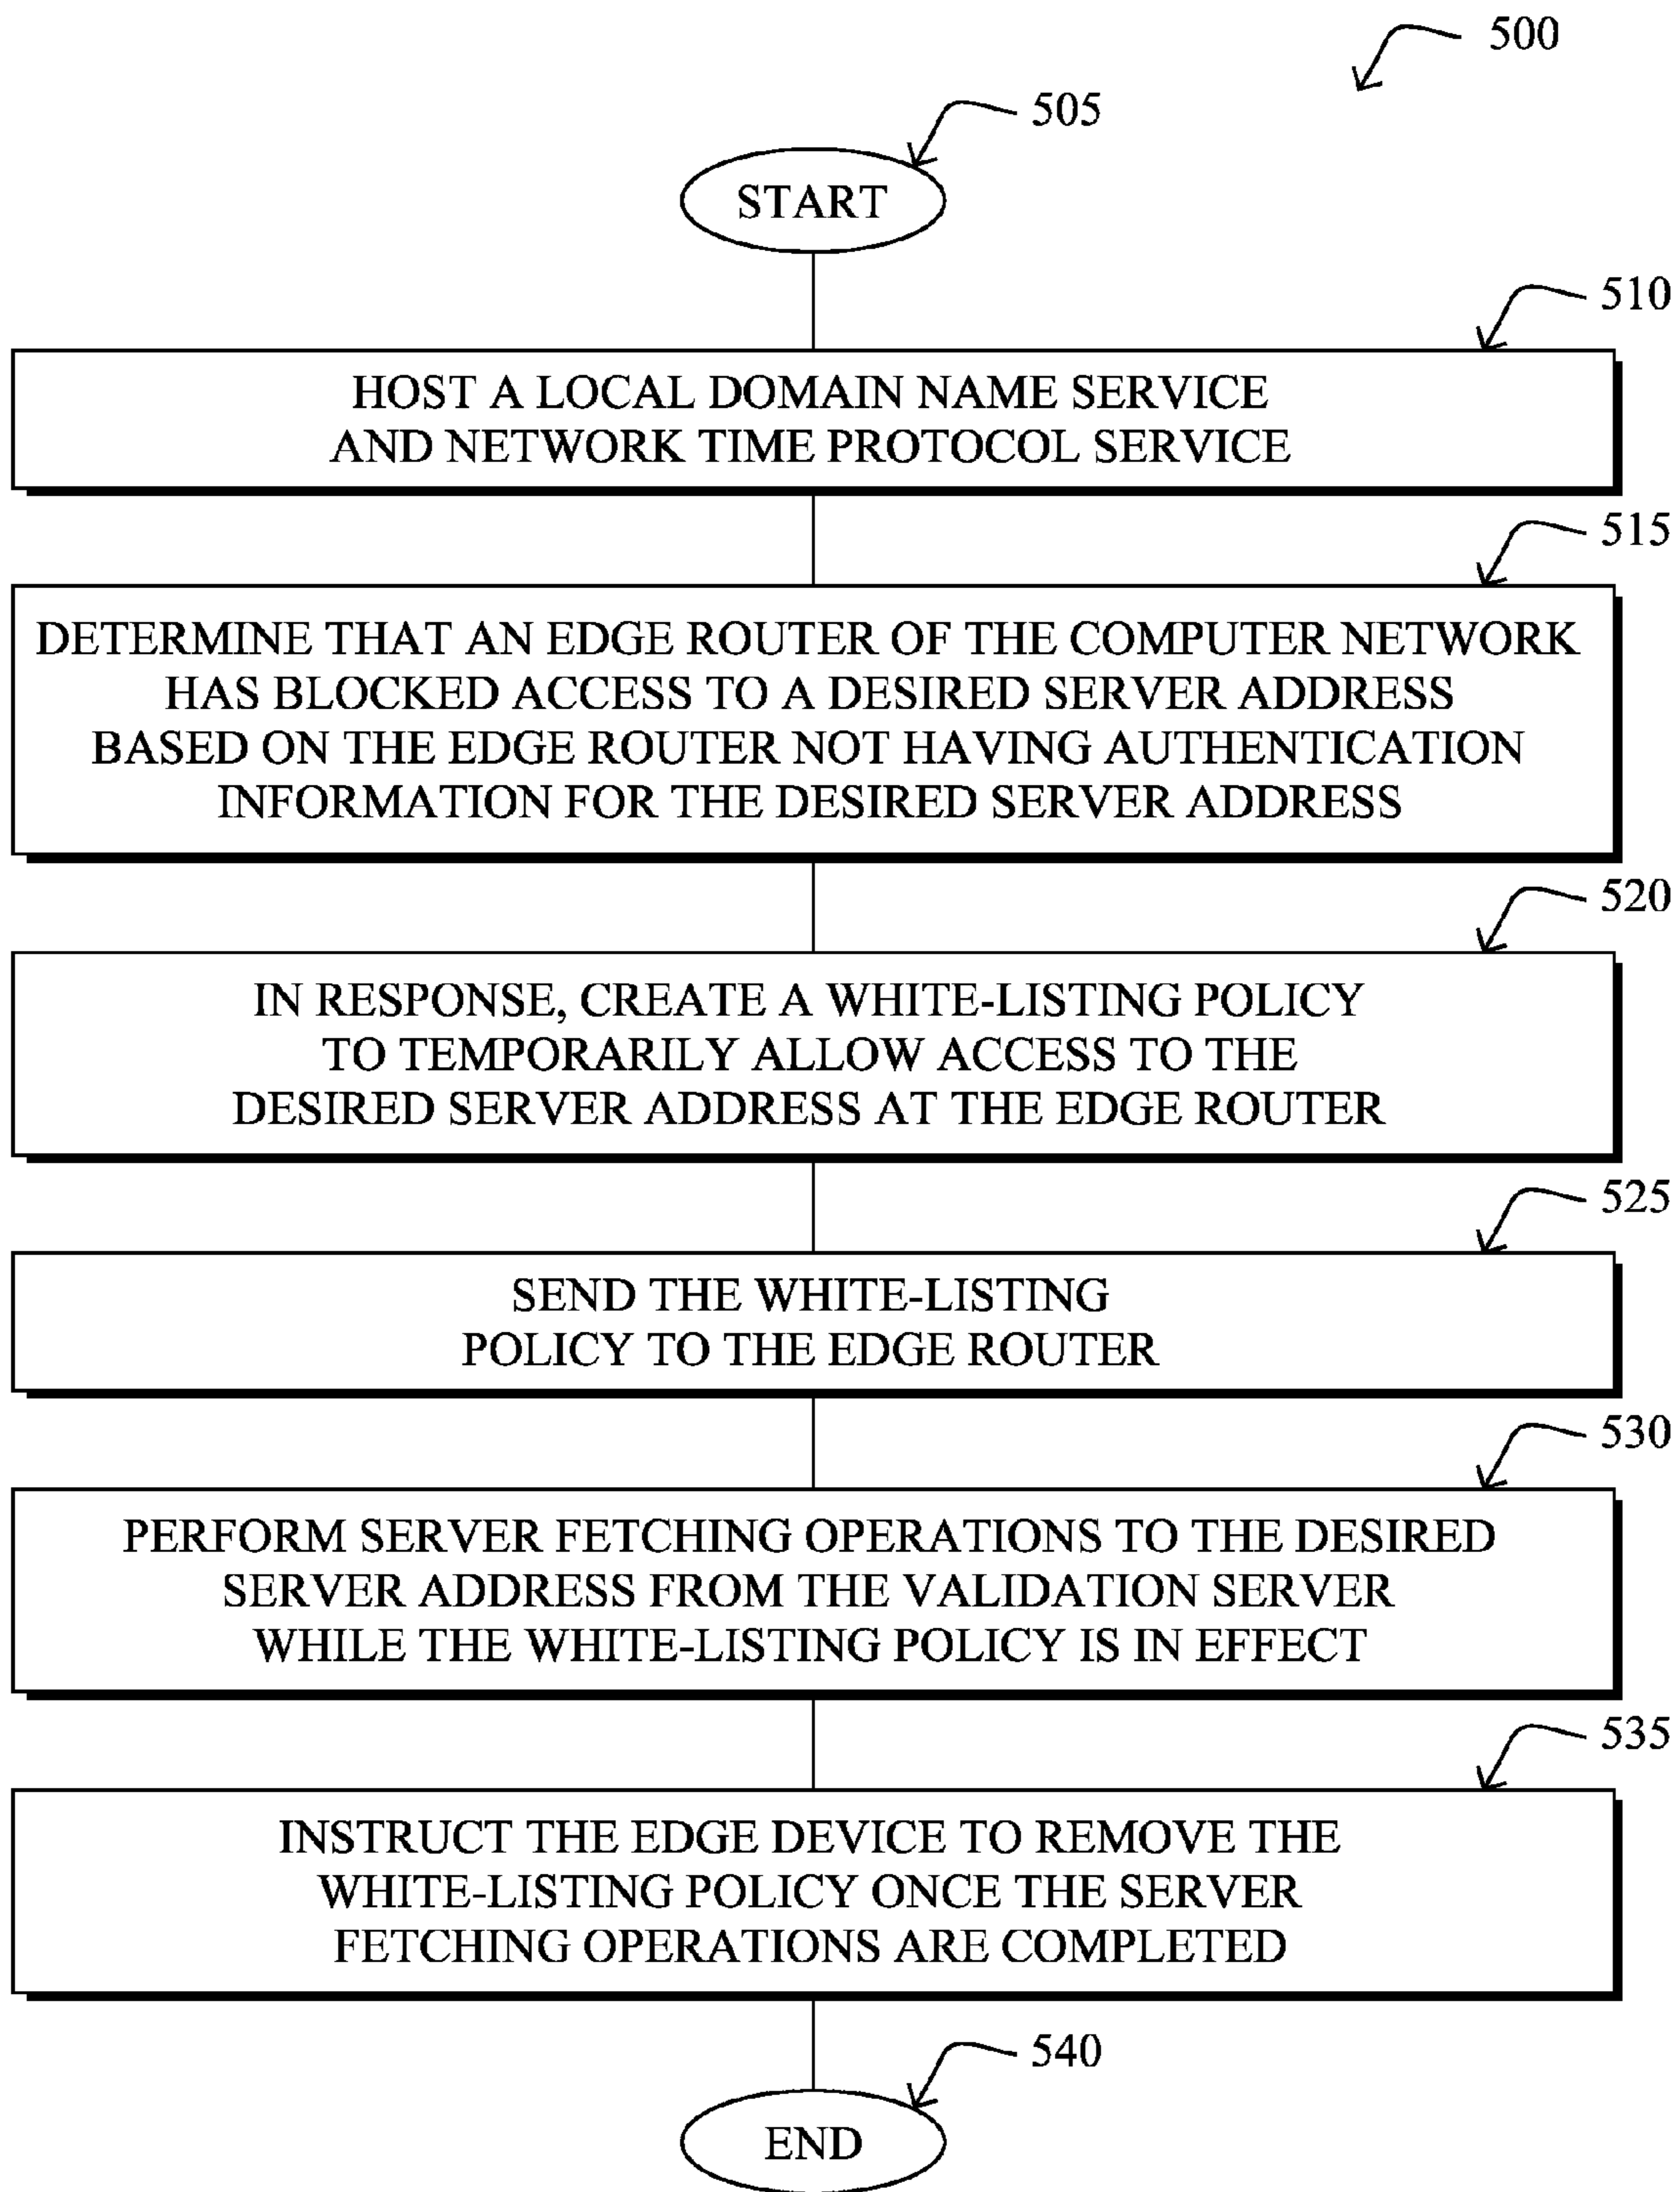 500
505
START
510
HOST A LOCAL DOMAIN NAME SERVICE
AND NETWORK TIME PROTOCOL SERVICE
515
DETERMINE THAT AN EDGE ROUTER OF THE COMPUTER NETWORK
HAS BLOCKED ACCESS TO A DESIRED SERVER ADDRESS
BASED ON THE EDGE ROUTER NOT HAVING AUTHENTICATION
INFORMATION FOR THE DESIRED SERVER ADDRESS
520
IN RESPONSE, CREATE A WHITE-LISTING POLICY
TO TEMPORARILY ALLOW ACCESS TO THE
DESIRED SERVER ADDRESS AT THE EDGE ROUTER
525
SEND THE WHITE-LISTING
POLICY TO THE EDGE ROUTER
530
PERFORM SERVER FETCHING OPERATIONS TO THE DESIRED
SERVER ADDRESS FROM THE VALIDATION SERVER
WHILE THE WHITE-LISTING POLICY IS IN EFFECT
535
INSTRUCT THE EDGE DEVICE TO REMOVE THE
WHITE-LISTING POLICY ONCE THE SERVER
FETCHING OPERATIONS ARE COMPLETED
540
END